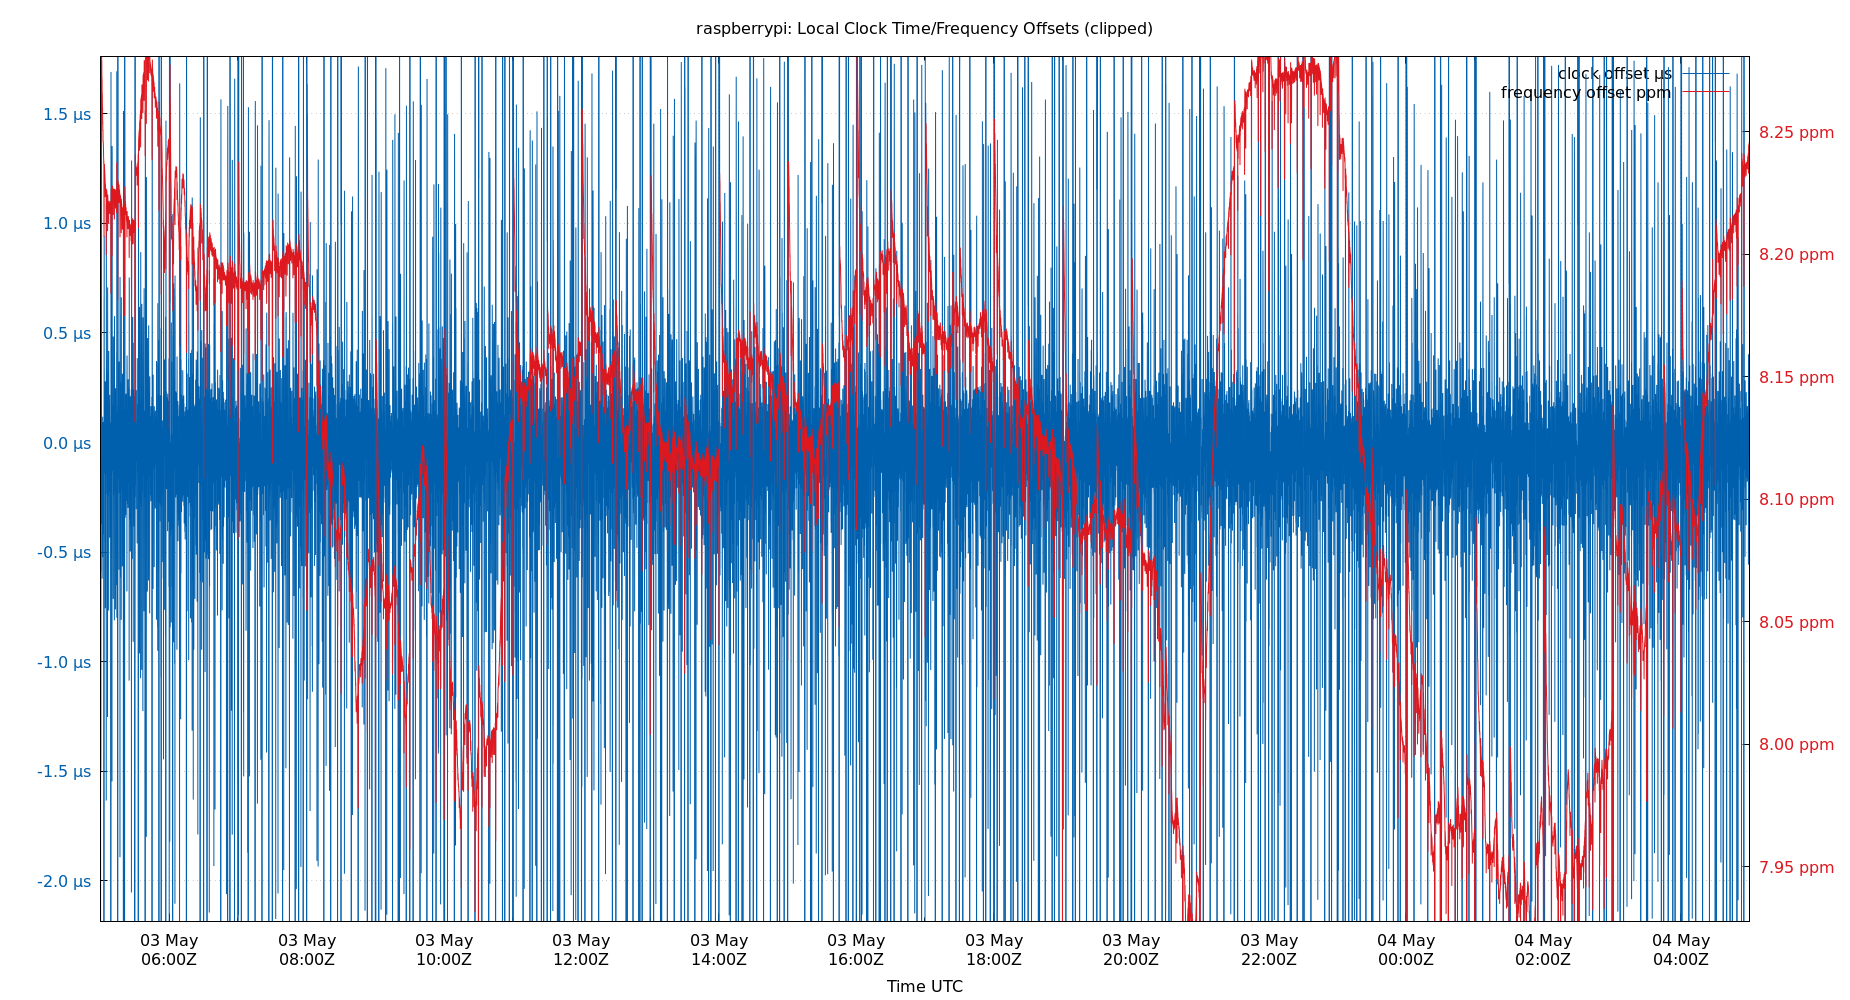 raspberrypi: Local Clock Time/Frequency Offsets (clipped)
clock offset µs
frequency offset ppm
1.5 µs
1.0 µs
0.5 µs
0.0 µs
-0.5 µs
-1.0 µs
-1.5 µs
-2.0 µs
8.25 ppm
8.20 ppm
8.15 ppm
8.10 ppm
8.05 ppm
8.00 ppm
7.95 ppm
03 May 03 May 03 May 03 May 03 May 03 May 03 May 03 May 03 May 04 May 04 May 04 May
06:00Z 08:00Z 10:00Z 12:00Z 14:00Z 16:00Z 18:00Z 20:00Z 22:00Z 00:00Z 02:00Z 04:00Z
Time UTC